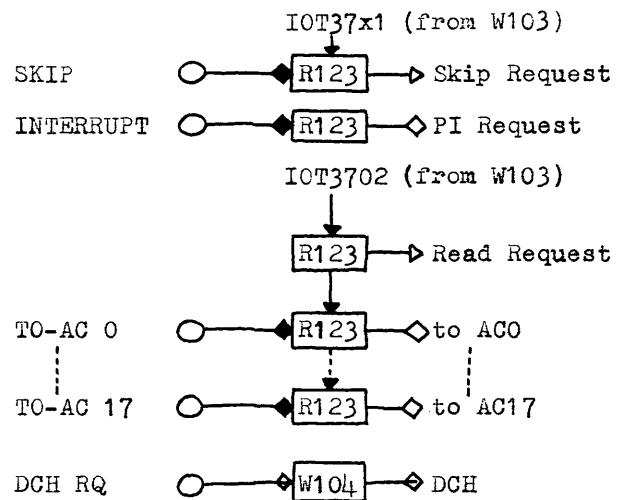 IOT37x1 (from W103)
SKIP R123 Skip Request
INTERRUPT R123 PI Request
IOT3702 (from W103)
R123 Read Request
TO-AC 0 R123 to AC0
TO-AC 17 R123 to AC17
DCH RQ W104 DCH